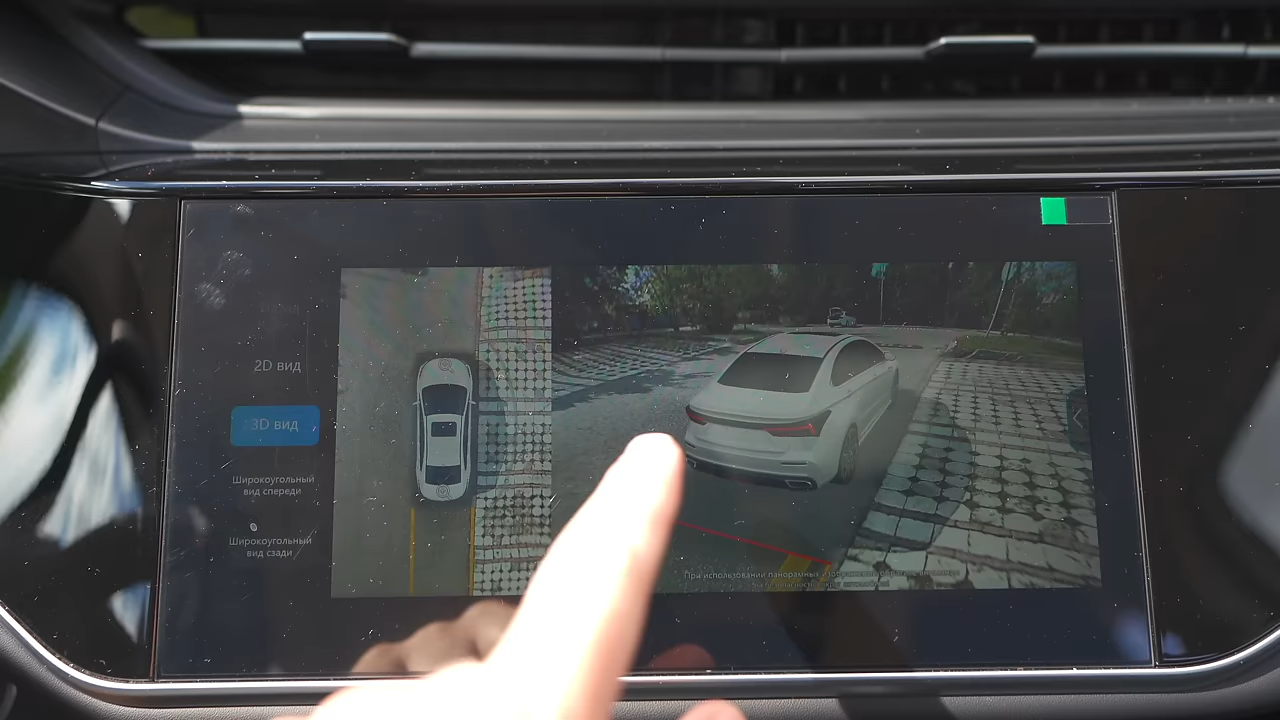 2D вид
3D вид
Широкоугольный
вид спереди
Широкоугольный
вид сзади
При использовании панорамных